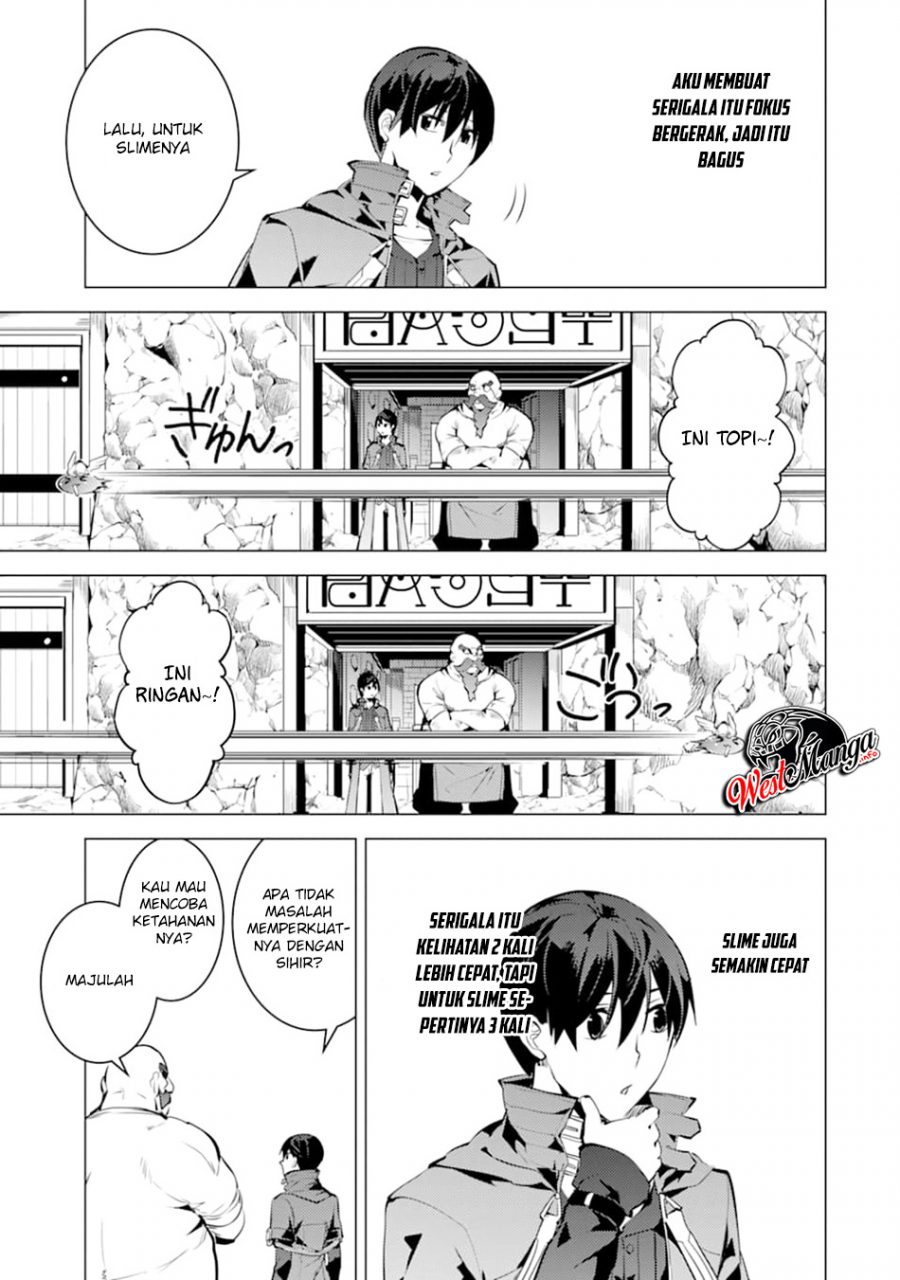 AKU MEMBUAT
SERIGALA ITU FOKUS
BERGERAK, JADI ITU
BAGUS
LALU, UNTUK
SLIMENYA
INI TOPI~!
ぎゅんっ
INI
RINGAN~!
ごっ
WestManga
.info
SLIME JUGA
SEMAKIN CEPAT
SERIGALA ITU
KELIHATAN 2 KALI
LEBIH CEPAT, TAPI
UNTUK SLIME SE-
PERTINYA 3 KALI
APA TIDAK
MASALAH
MEMPERKUAT-
NYA DENGAN
SIHIR?
KAU MAU
MENCOBA
KETAHANAN
NYA?
MAJULAH